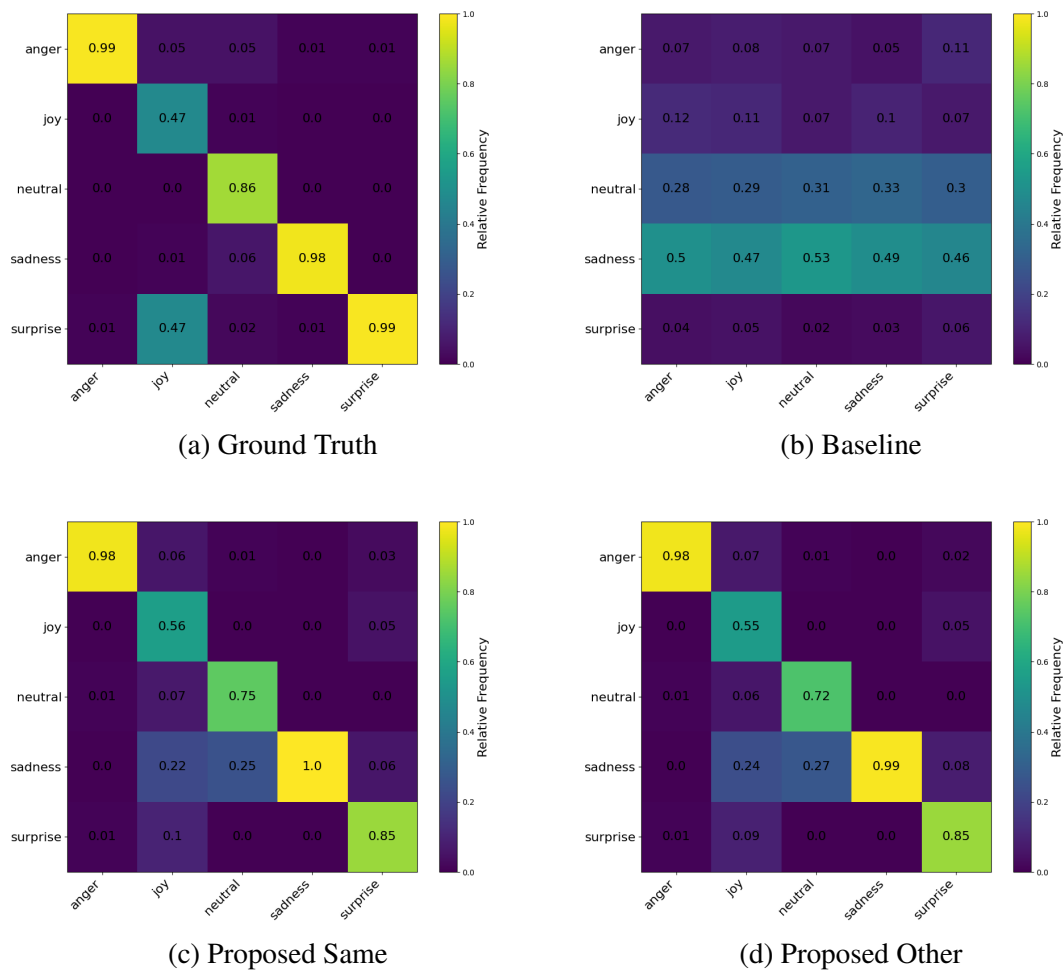 anger 0.99 0.05 0.05 0.01 0.01
joy 0.0 0.47 0.01 0.0 0.0
neutral 0.0 0.0 0.86 0.0 0.0
sadness 0.0 0.01 0.06 0.98 0.0
surprise 0.01 0.47 0.02 0.01 0.99
anger joy neutral sadness surprise
1.0
0.8
0.6
0.4
0.2
0.0
Relative Frequency
(a) Ground Truth
anger 0.07 0.08 0.07 0.05 0.11
joy 0.12 0.11 0.07 0.1 0.07
neutral 0.28 0.29 0.31 0.33 0.3
sadness 0.5 0.47 0.53 0.49 0.46
surprise 0.04 0.05 0.02 0.03 0.06
anger joy neutral sadness surprise
1.0
0.8
0.6
0.4
0.2
0.0
Relative Frequency
(b) Baseline
anger 0.98 0.06 0.01 0.0 0.03
joy 0.0 0.56 0.0 0.0 0.05
neutral 0.01 0.07 0.75 0.0 0.0
sadness 0.0 0.22 0.25 1.0 0.06
surprise 0.01 0.1 0.0 0.0 0.85
anger joy neutral sadness surprise
1.0
0.8
0.6
0.4
0.2
0.0
Relative Frequency
(c) Proposed Same
anger 0.98 0.07 0.01 0.0 0.02
joy 0.0 0.55 0.0 0.0 0.05
neutral 0.01 0.06 0.72 0.0 0.0
sadness 0.0 0.24 0.27 0.99 0.08
surprise 0.01 0.09 0.0 0.0 0.85
anger joy neutral sadness surprise
1.0
0.8
0.6
0.4
0.2
0.0
Relative Frequency
(d) Proposed Other